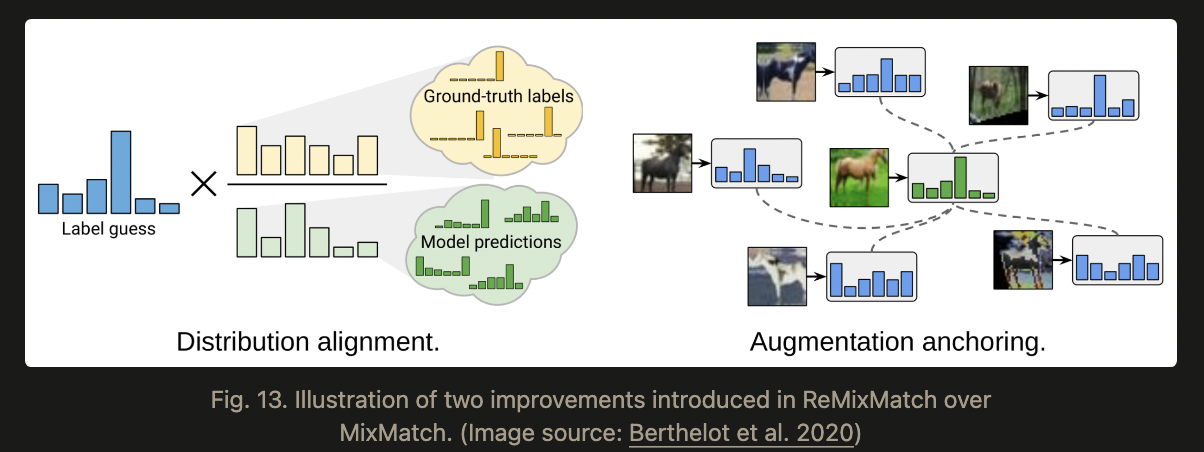 Ground-truth labels
Label guess
Model predictions
Distribution alignment.
Augmentation anchoring.
Fig. 13. Illustration of two improvements introduced in ReMixMatch over
MixMatch. (Image source: Berthelot et al. 2020)